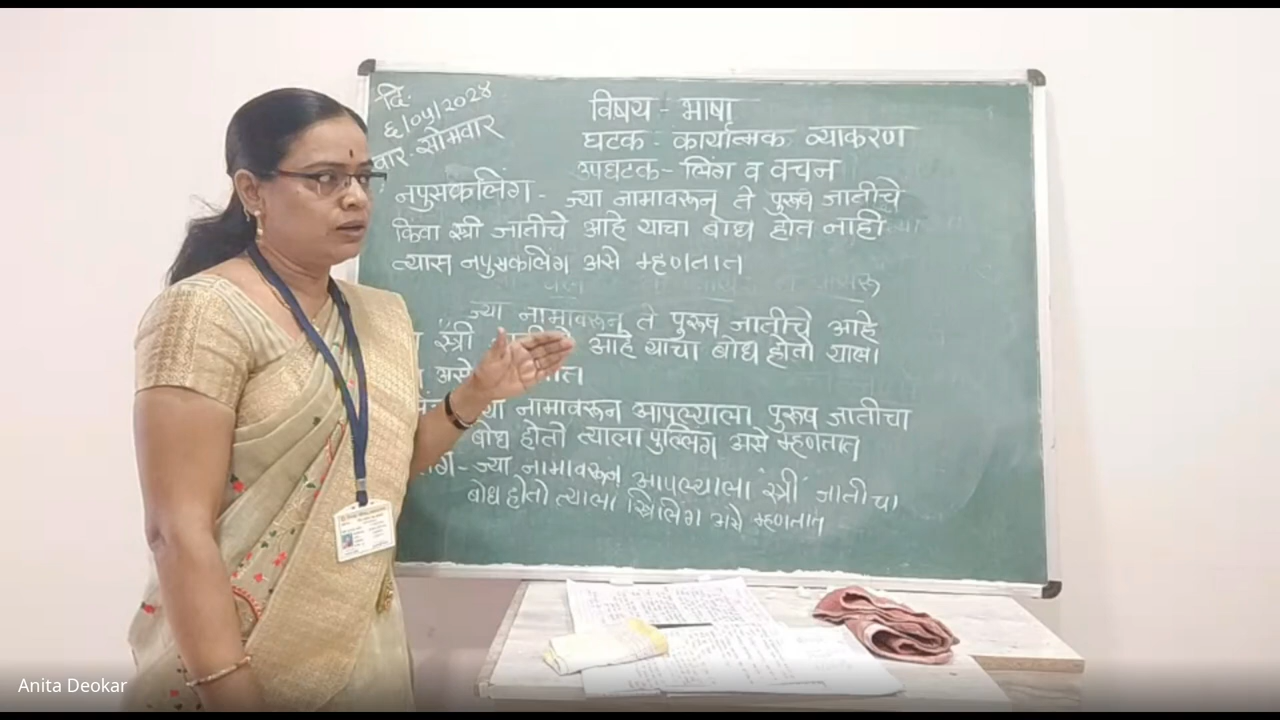 दि.
६/०५/२०२४
वार. सोमवार
विषय - भाषा
घटक - कार्यात्मक व्याकरण
उपघटक - लिंग व वचन
नपुसकलिंग - ज्या नामावरून ते पुरुष जातीचे
किंवा स्त्री जातीचे आहे याचा बोध होत नाही
त्यास नपुसकलिंग असे म्हणतात
ज्या नामावरून ते पुरुष जातीचे आहे
स्त्री आहे याचा बोध होतो याला
असे
ज्या नामावरून आपल्याला पुरुष जातीचा
बोध होतो त्याला पुल्लिंग असे म्हणतात
ज्या नामावरून आपल्याला स्त्री जातीचा
बोध होतो त्याला स्त्रिलिंग असे म्हणतात
Anita Deokar